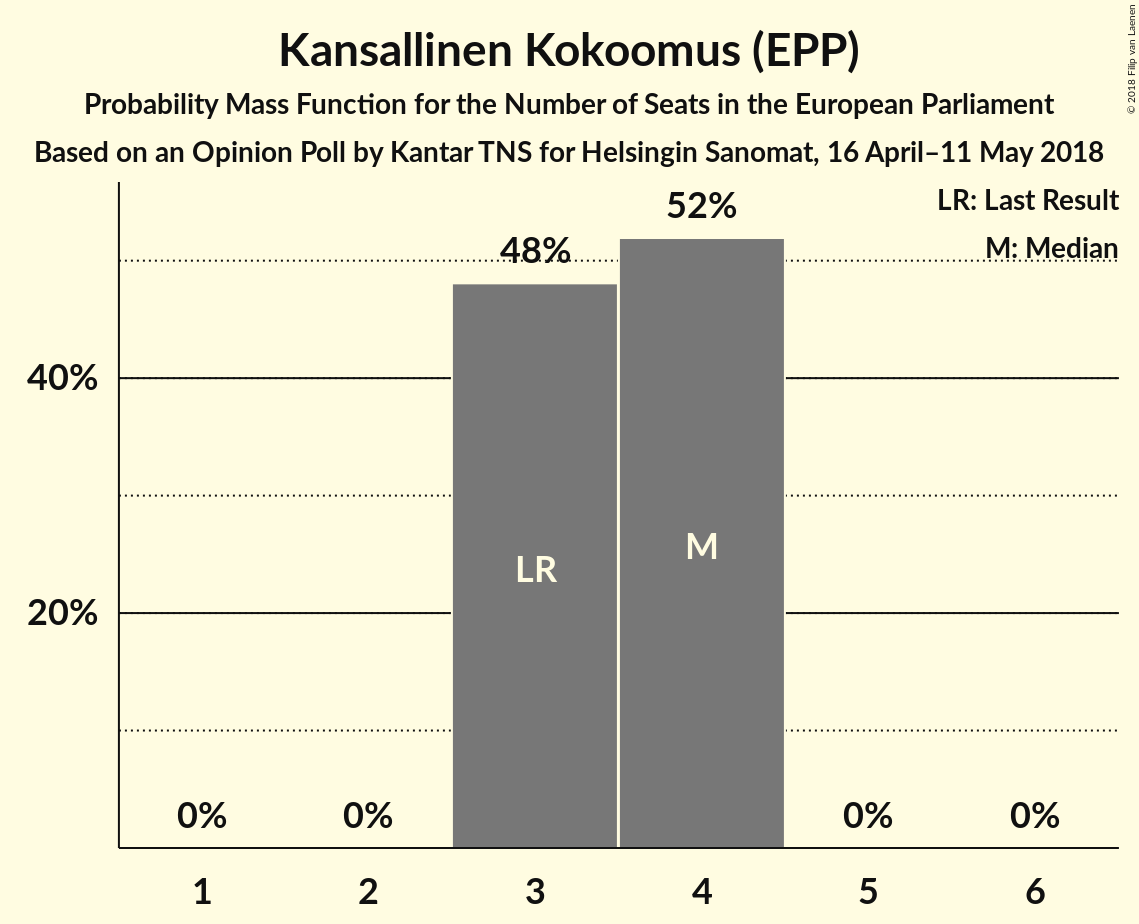 Kansallinen Kokoomus (EPP)
Probability Mass Function for the Number of Seats in the European Parliament
Based on an Opinion Poll by Kantar TNS for Helsingin Sanomat, 16 April–11 May 2018
© 2018 Filip van Laenen
LR: Last Result
M: Median
52%
48%
40%
20%
LR
M
0%
0%
0%
0%
1
2
3
4
5
6